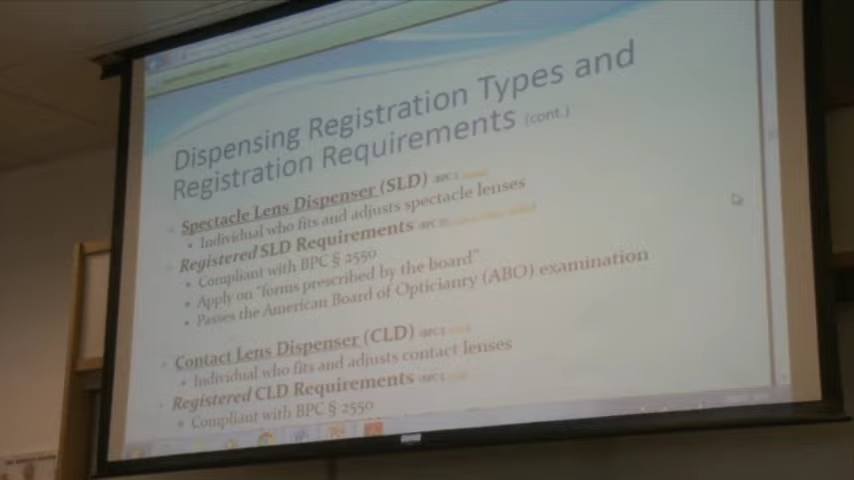 Dispensing Registration Types and
Registration Requirements (cont.)
Spectacle Lens Dispenser (SLD)
• Individual who fits and adjusts spectacle lenses
Registered SLD Requirements
• Compliant with BPC § 2550
• Apply on "forms prescribed by the board"
• Passes the American Board of Opticianry (ABO) examination
Contact Lens Dispenser (CLD)
• Individual who fits and adjusts contact lenses
Registered CLD Requirements
• Compliant with BPC § 2550